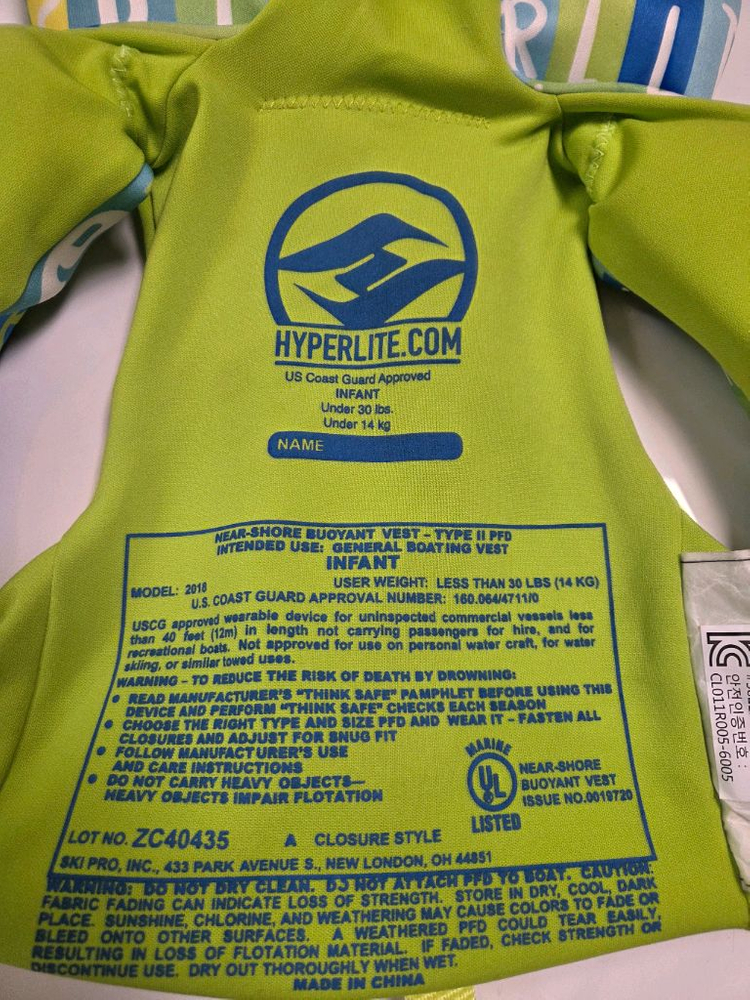 HYPERLITE.COM
US Coast Guard Approved
INFANT
Under 30 lbs.
Under 14 kg
NAME
NEAR-SHORE BUOYANT VEST - TYPE II PFD
INTENDED USE: GENERAL BOATING VEST
INFANT
MODEL: 2018 USER WEIGHT: LESS THAN 30 LBS (14 KG)
U.S. COAST GUARD APPROVAL NUMBER: 160.064/4711/0
USCG approved wearable device for uninspected commercial vessels less
than 40 feet (12m) in length not carrying passengers for hire, and for
recreational boats. Not approved for use on personal water craft, for water
skiing, or similar towed uses.
WARNING - TO REDUCE THE RISK OF DEATH BY DROWNING:
• READ MANUFACTURER'S "THINK SAFE" PAMPHLET BEFORE USING THIS
DEVICE AND PERFORM "THINK SAFE" CHECKS EACH SEASON
• CHOOSE THE RIGHT TYPE AND SIZE PFD AND WEAR IT - FASTEN ALL
CLOSURES AND ADJUST FOR SNUG FIT
• FOLLOW MANUFACTURER'S USE
AND CARE INSTRUCTIONS
• DO NOT CARRY HEAVY OBJECTS—
HEAVY OBJECTS IMPAIR FLOTATION
MARINE
UL
LISTED
NEAR-SHORE
BUOYANT VEST
ISSUE NO.0019720
LOT NO. ZC40435 A CLOSURE STYLE
SKI PRO, INC., 433 PARK AVENUE S., NEW LONDON, OH 44851
WARNING: DO NOT DRY CLEAN. DO NOT ATTACH PFD TO BOAT. CAUTION:
FABRIC FADING CAN INDICATE LOSS OF STRENGTH. STORE IN DRY, COOL, DARK
PLACE. SUNSHINE, CHLORINE, AND WEATHERING MAY CAUSE COLORS TO FADE OR
BLEED ONTO OTHER SURFACES. A WEATHERED PFD COULD TEAR EASILY,
RESULTING IN LOSS OF FLOTATION MATERIAL. IF FADED, CHECK STRENGTH OR
DISCONTINUE USE. DRY OUT THOROUGHLY WHEN WET.
MADE IN CHINA
안전인증번호 :
CL011R005-6005